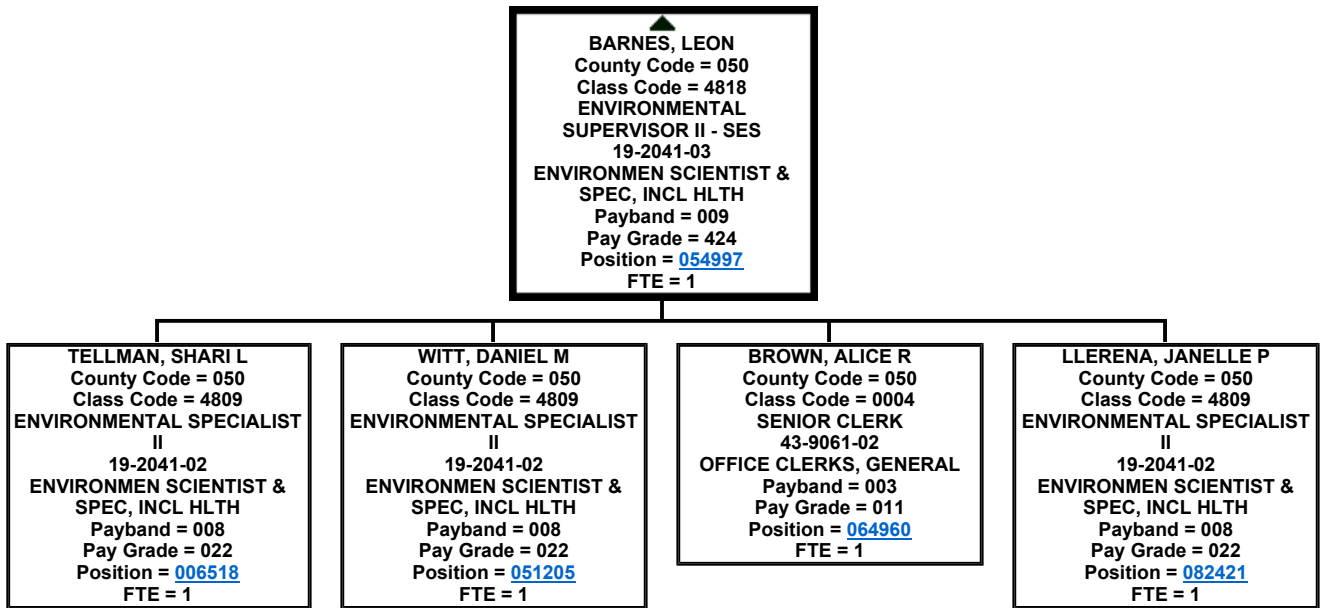 BARNES, LEON
County Code = 050
Class Code = 4818
ENVIRONMENTAL
SUPERVISOR II - SES
19-2041-03
ENVIRONMEN SCIENTIST &
SPEC, INCL HLTH
Payband = 009
Pay Grade = 424
Position = 054997
FTE = 1
TELLMAN, SHARI L
County Code = 050
Class Code = 4809
ENVIRONMENTAL SPECIALIST
II
19-2041-02
ENVIRONMEN SCIENTIST &
SPEC, INCL HLTH
Payband = 008
Pay Grade = 022
Position = 006518
FTE = 1
WITT, DANIEL M
County Code = 050
Class Code = 4809
ENVIRONMENTAL SPECIALIST
II
19-2041-02
ENVIRONMEN SCIENTIST &
SPEC, INCL HLTH
Payband = 008
Pay Grade = 022
Position = 051205
FTE = 1
BROWN, ALICE R
County Code = 050
Class Code = 0004
SENIOR CLERK
43-9061-02
OFFICE CLERKS, GENERAL
Payband = 003
Pay Grade = 011
Position = 064960
FTE = 1
LLERENA, JANELLE P
County Code = 050
Class Code = 4809
ENVIRONMENTAL SPECIALIST
II
19-2041-02
ENVIRONMEN SCIENTIST &
SPEC, INCL HLTH
Payband = 008
Pay Grade = 022
Position = 082421
FTE = 1